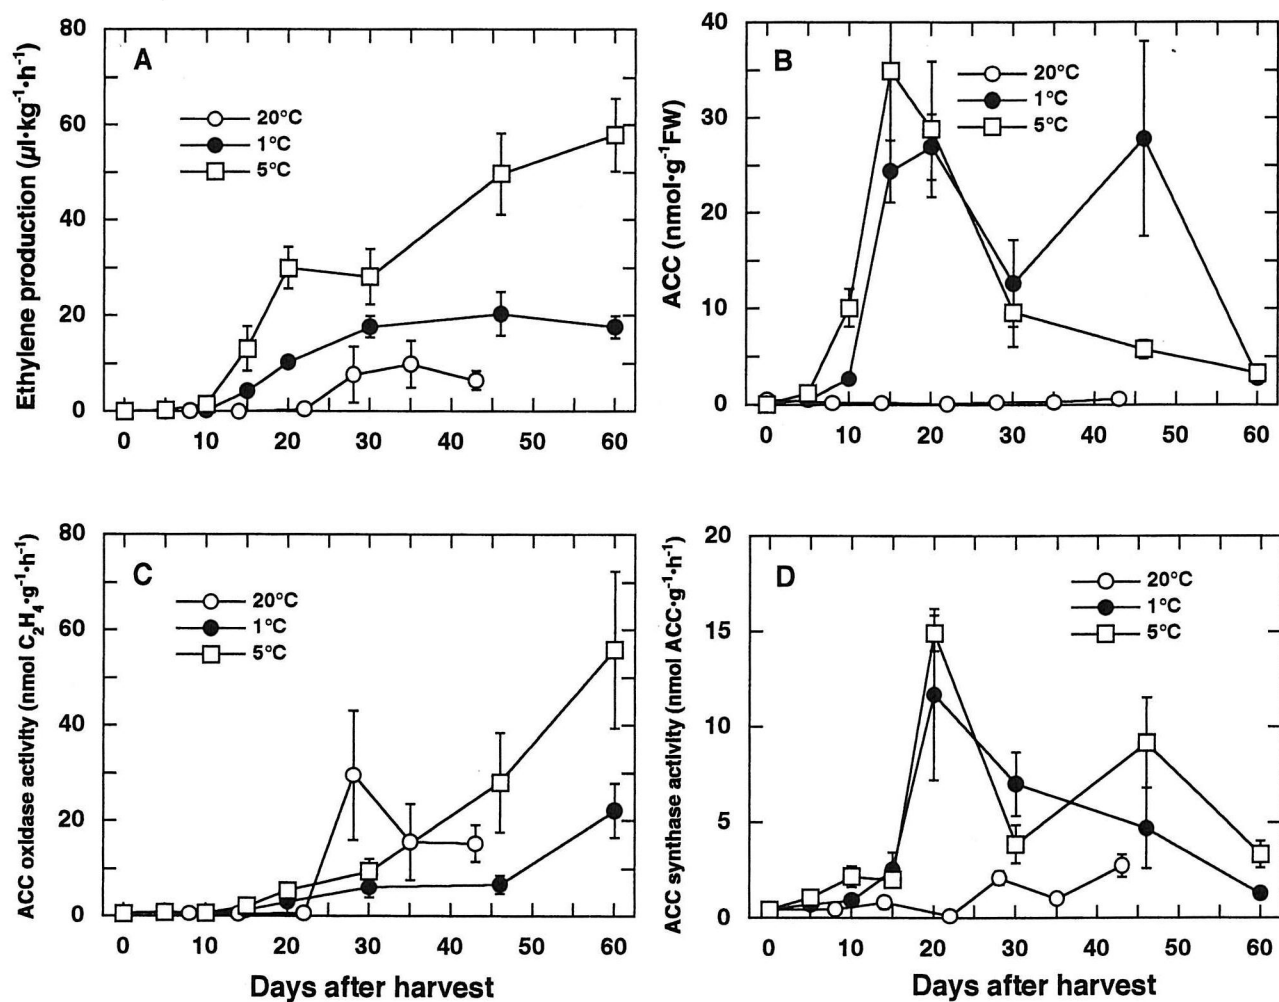 A
Ethylene production (µl•kg⁻¹•h⁻¹)
80
60
40
20
0
20°C
1°C
5°C
0 10 20 30 40 50 60
B
ACC (nmol•g⁻¹FW)
40
30
20
10
0
20°C
1°C
5°C
0 10 20 30 40 50 60
C
ACC oxidase activity (nmol C₂H₄•g⁻¹•h⁻¹)
80
60
40
20
0
20°C
1°C
5°C
0 10 20 30 40 50 60
Days after harvest
D
ACC synthase activity (nmol ACC•g⁻¹•h⁻¹)
20
15
10
5
0
20°C
1°C
5°C
0 10 20 30 40 50 60
Days after harvest